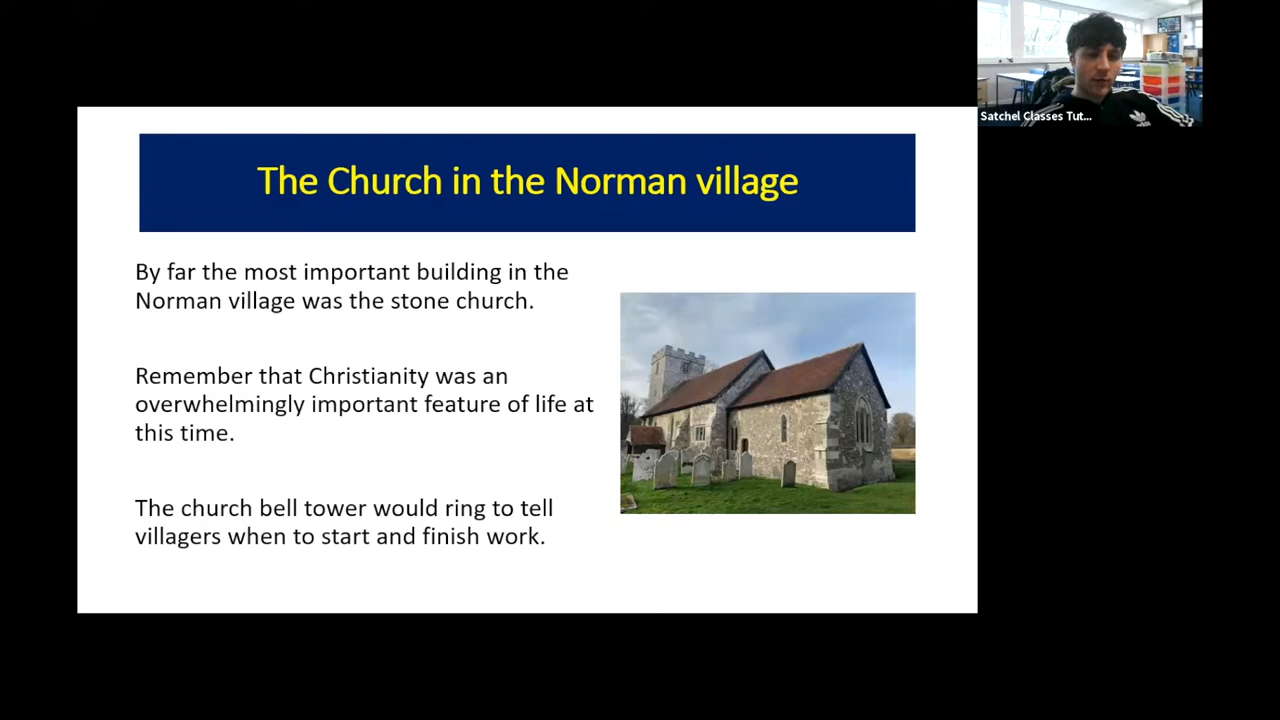 Satchel Classes Tut...
The Church in the Norman village
By far the most important building in the
Norman village was the stone church.
Remember that Christianity was an
overwhelmingly important feature of life at
this time.
The church bell tower would ring to tell
villagers when to start and finish work.